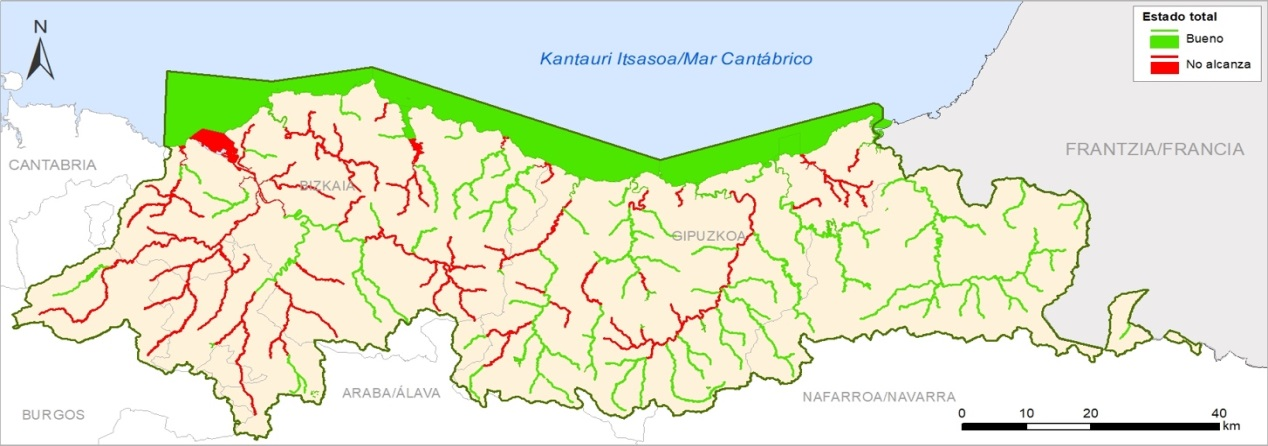 N
Estado total
Bueno
No alcanza
Kantauri Itsasoa/Mar Cantábrico
CANTABRIA
FRANTZIA/FRANCIA
BIZKAIA
GIPUZKOA
ARABA/ÁLAVA
NAFARROA/NAVARRA
BURGOS
0 10 20 40
km